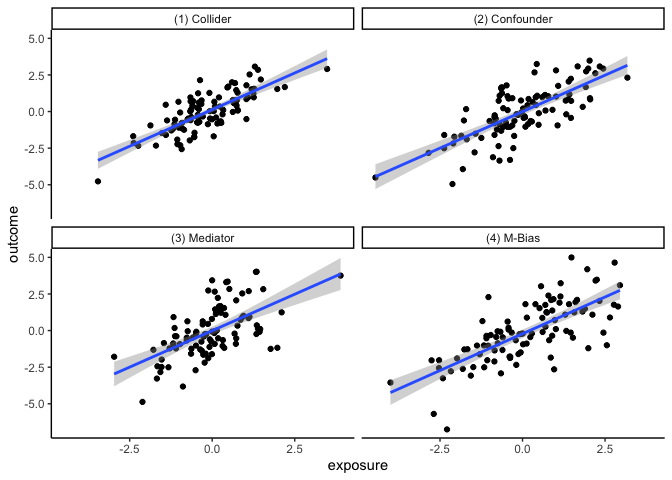 (1) Collider
(2) Confounder
5.0
2.5
0.0
-2.5
-5.0
(3) Mediator
(4) M-Bias
5.0
2.5
0.0
-2.5
-5.0
outcome
-2.5 0.0 2.5
-2.5 0.0 2.5
exposure